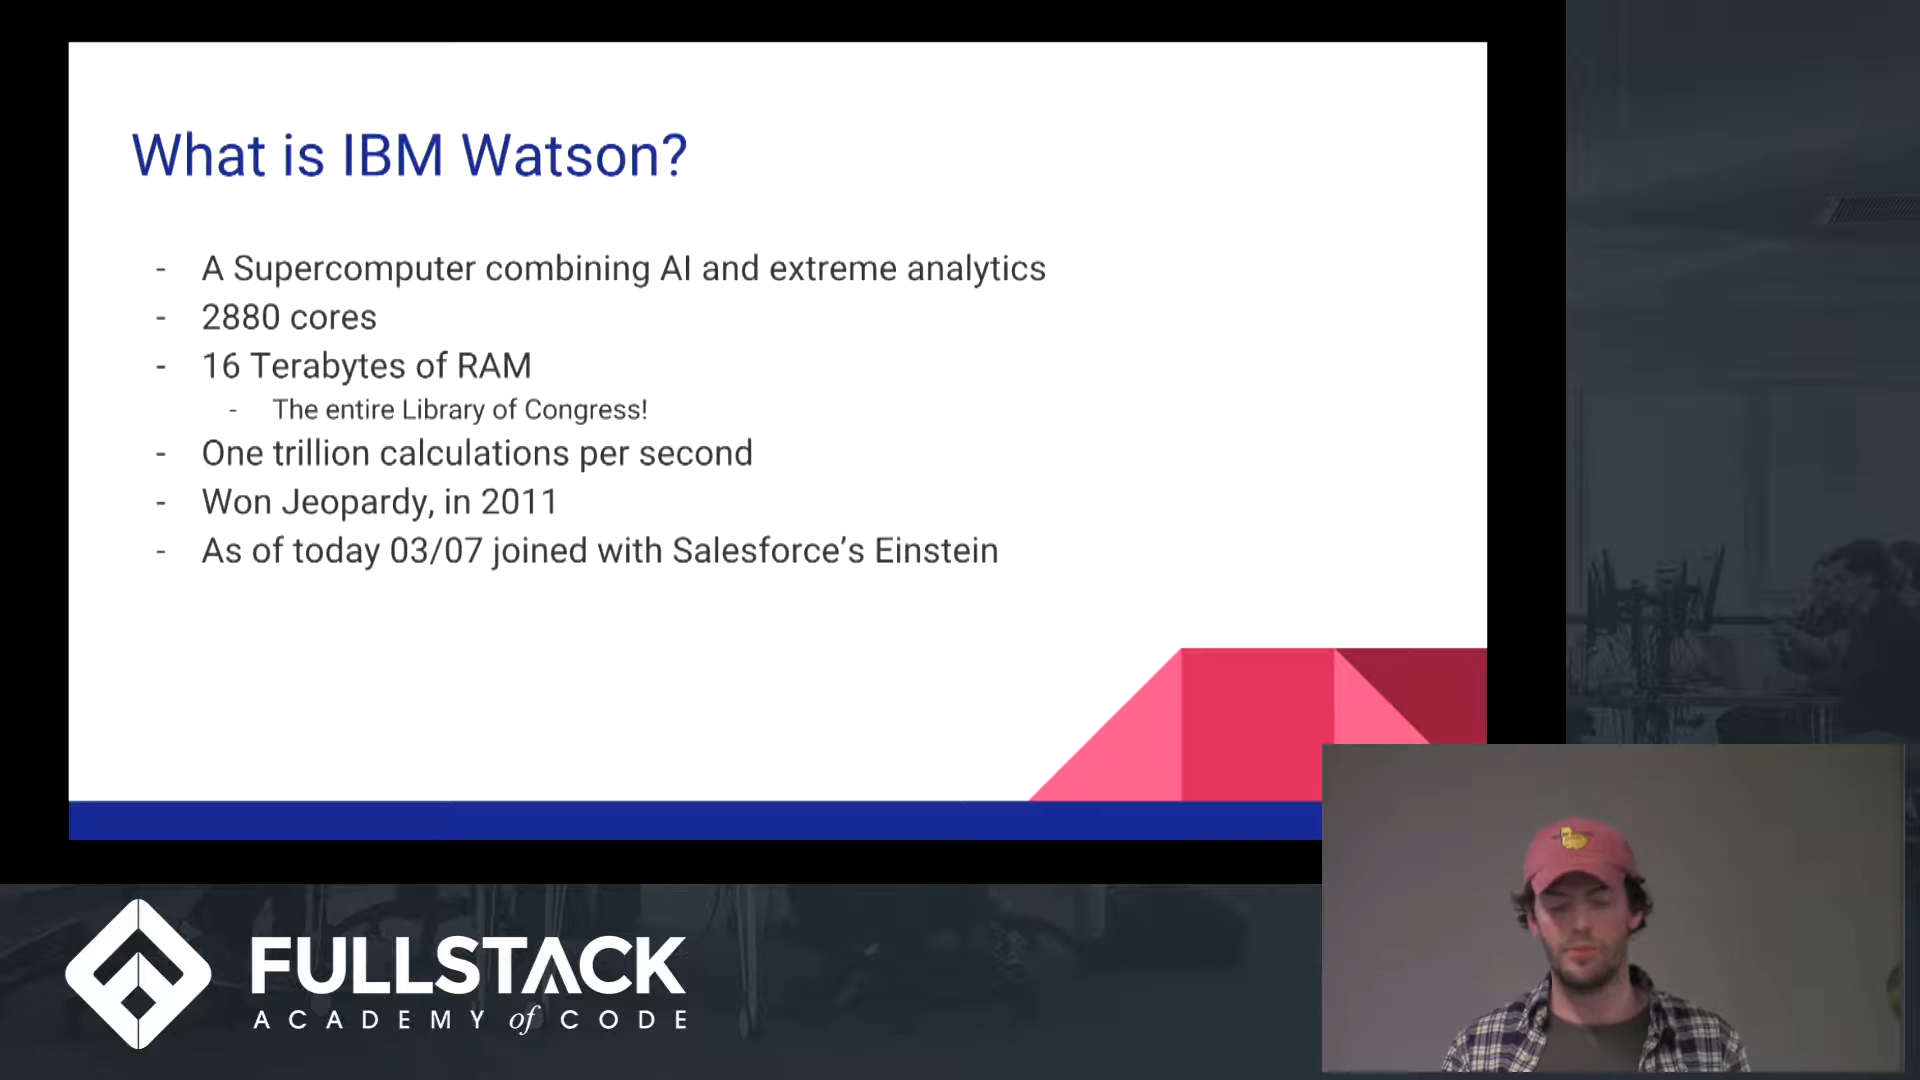 What is IBM Watson?
- A Supercomputer combining AI and extreme analytics
- 2880 cores
- 16 Terabytes of RAM
- The entire Library of Congress!
- One trillion calculations per second
- Won Jeopardy, in 2011
- As of today 03/07 joined with Salesforce’s Einstein
FULLSTACK
ACADEMY of CODE